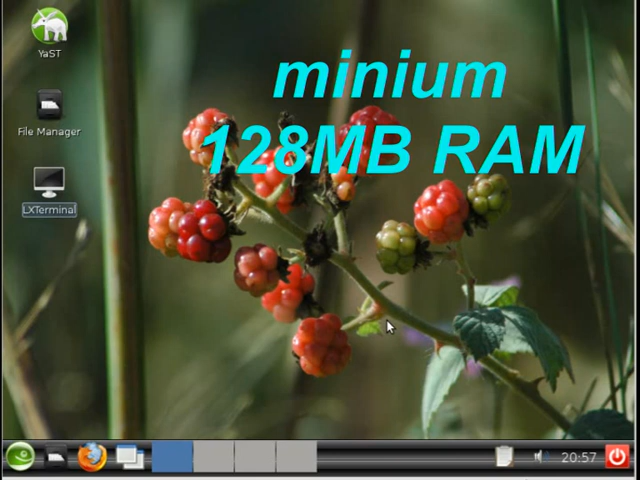 YaST
minium
128MB RAM
File Manager
LXTerminal
20:57